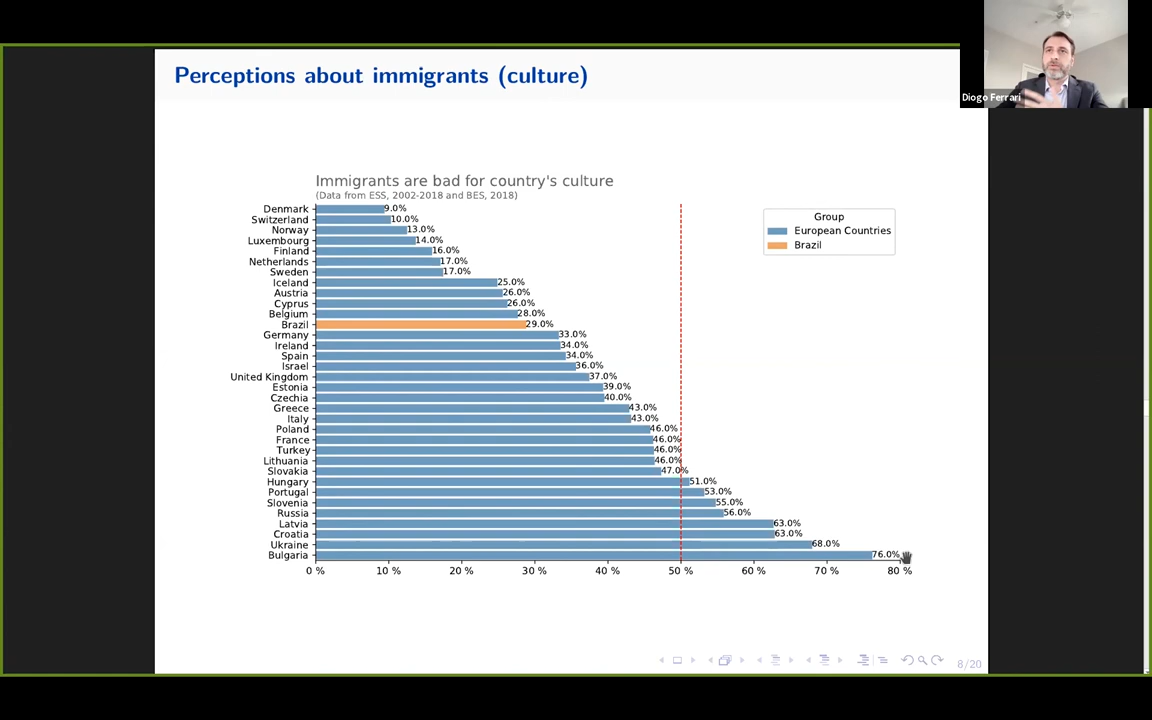 Perceptions about immigrants (culture)
Diogo Ferrari
Immigrants are bad for country's culture
(Data from ESS, 2002-2018 and BES, 2018)
Group
European Countries
Brazil
Denmark 9.0%
Switzerland 10.0%
Norway 13.0%
Luxembourg 14.0%
Finland 16.0%
Netherlands 17.0%
Sweden 17.0%
Iceland 25.0%
Austria 26.0%
Cyprus 26.0%
Belgium 28.0%
Brazil 29.0%
Germany 33.0%
Ireland 34.0%
Spain 34.0%
Israel 36.0%
United Kingdom 37.0%
Estonia 39.0%
Czechia 40.0%
Greece 43.0%
Italy 43.0%
Poland 46.0%
France 46.0%
Turkey 46.0%
Lithuania 46.0%
Slovakia 47.0%
Hungary 51.0%
Portugal 53.0%
Slovenia 55.0%
Russia 56.0%
Latvia 63.0%
Croatia 63.0%
Ukraine 68.0%
Bulgaria 76.0%
0 % 10 % 20 % 30 % 40 % 50 % 60 % 70 % 80 %
8/20